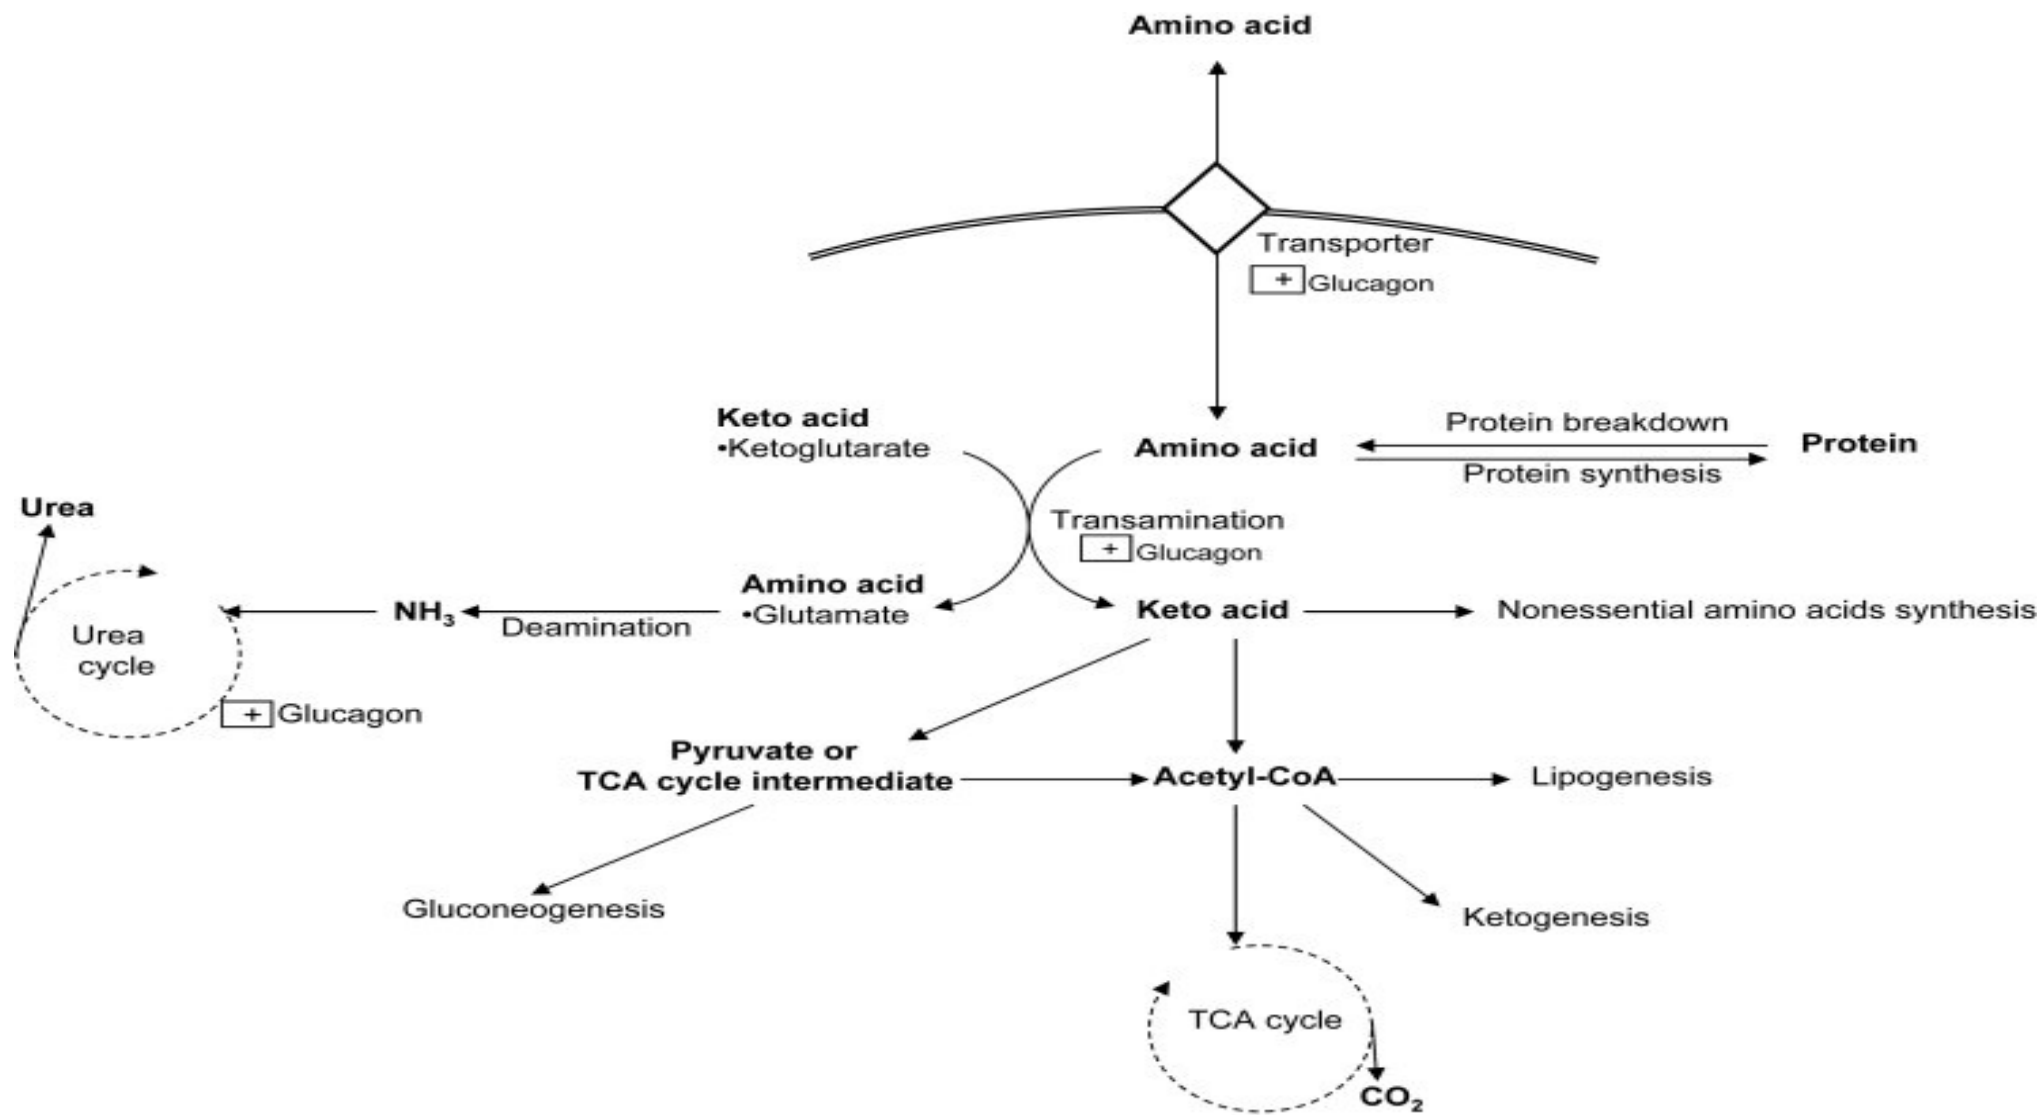 Amino acid
Transporter
+ Glucagon
Keto acid
•Ketoglutarate
Amino acid
Protein breakdown
Protein
Protein synthesis
Urea
Transamination
+ Glucagon
Amino acid
•Glutamate
NH₃
Deamination
Keto acid
Nonessential amino acids synthesis
Urea
cycle
+ Glucagon
Pyruvate or
TCA cycle intermediate
Acetyl-CoA
Lipogenesis
Gluconeogenesis
Ketogenesis
TCA cycle
CO₂